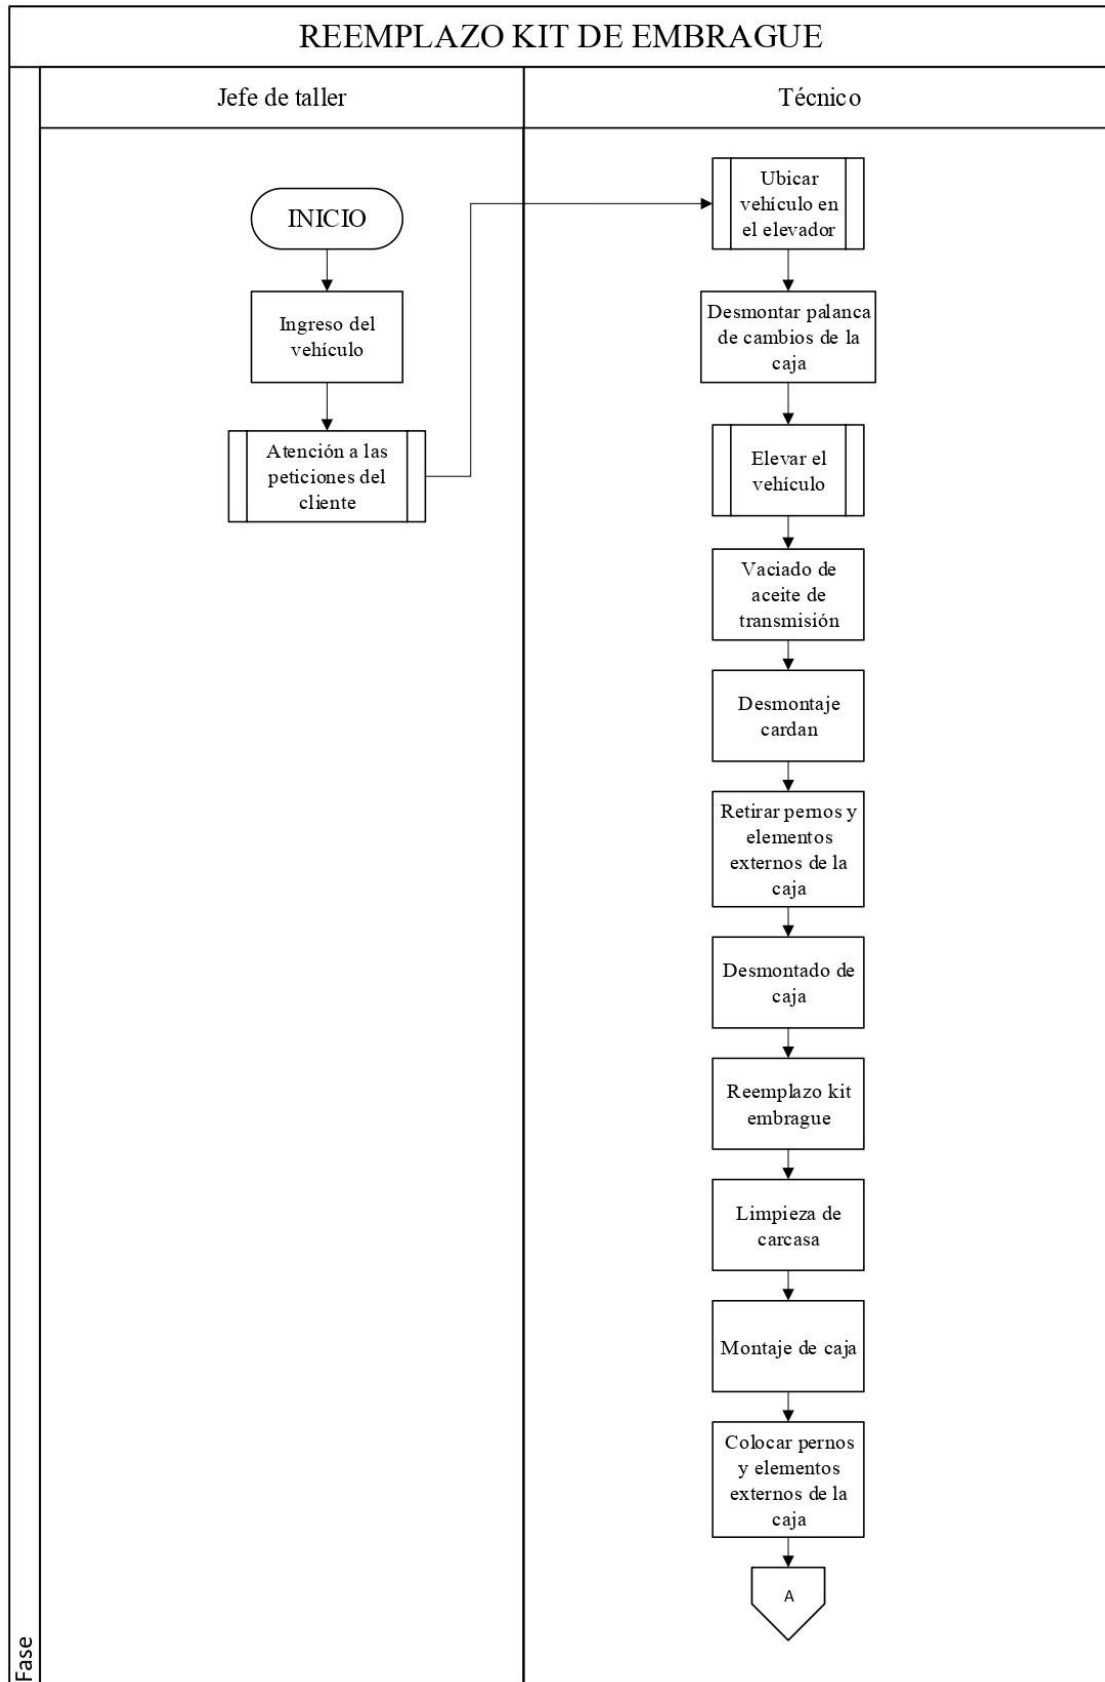 REEMPLAZO KIT DE EMBRAGUE
Jefe de taller
Técnico
INICIO
Ingreso del
vehículo
Atención a las
peticiones del
cliente
Ubicar
vehículo en
el elevador
Desmontar palanca
de cambios de la
caja
Elevar el
vehículo
Vaciado de
aceite de
transmisión
Desmontaje
cardan
Retirar pernos y
elementos
externos de la
caja
Desmontado de
caja
Reemplazo kit
embrague
Limpieza de
carcasa
Montaje de caja
Colocar pernos
y elementos
externos de la
caja
A
Fase